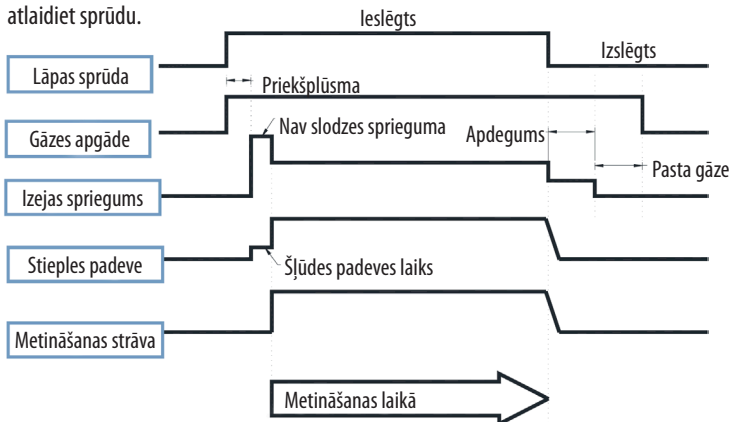 atlaidiet sprūdu.
Ieslēgts
Izslēgts
Lāpas sprūda
Priekšplūsma
Gāzes apgāde
Nav slodzes sprieguma
Apdegums
Pasta gāze
Izejas spriegums
Stieples padeve
Šļūdes padeves laiks
Metināšanas strāva
Metināšanas laikā